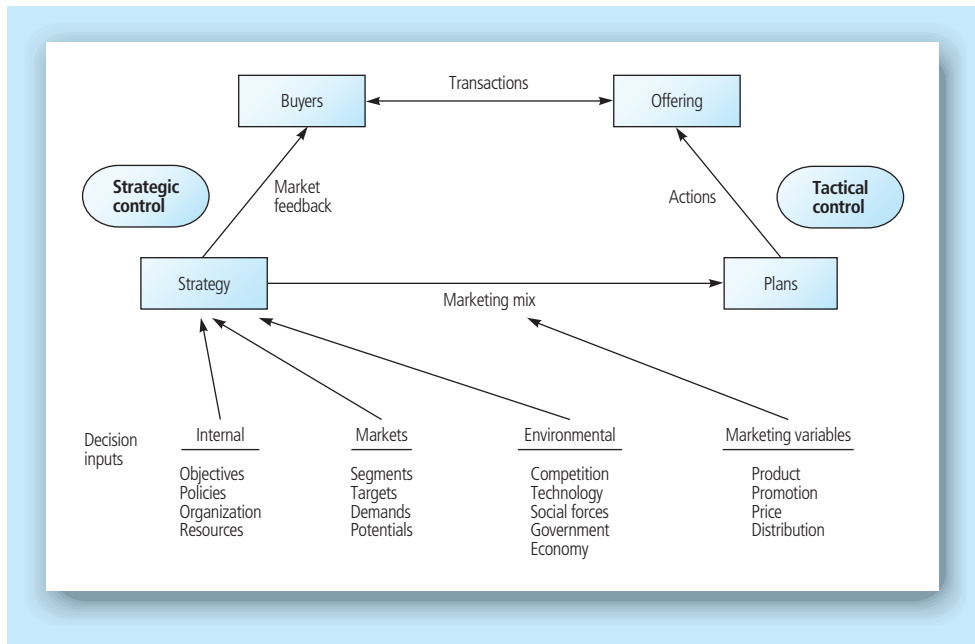 Transactions
Buyers
Offering
Strategic
control
Market
feedback
Actions
Tactical
control
Strategy
Plans
Marketing mix
Decision
inputs
Internal
Objectives
Policies
Organization
Resources
Markets
Segments
Targets
Demands
Potentials
Environmental
Competition
Technology
Social forces
Government
Economy
Marketing variables
Product
Promotion
Price
Distribution